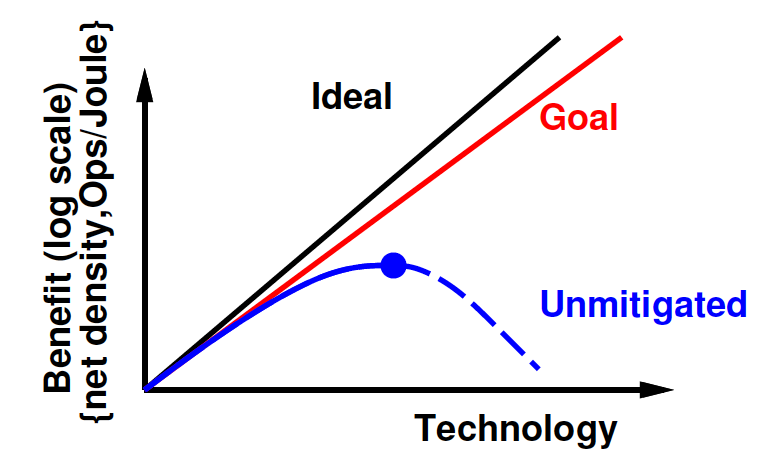 Benefit (log scale)
{net density,Ops/Joule}
Ideal
Goal
Unmitigated
Technology